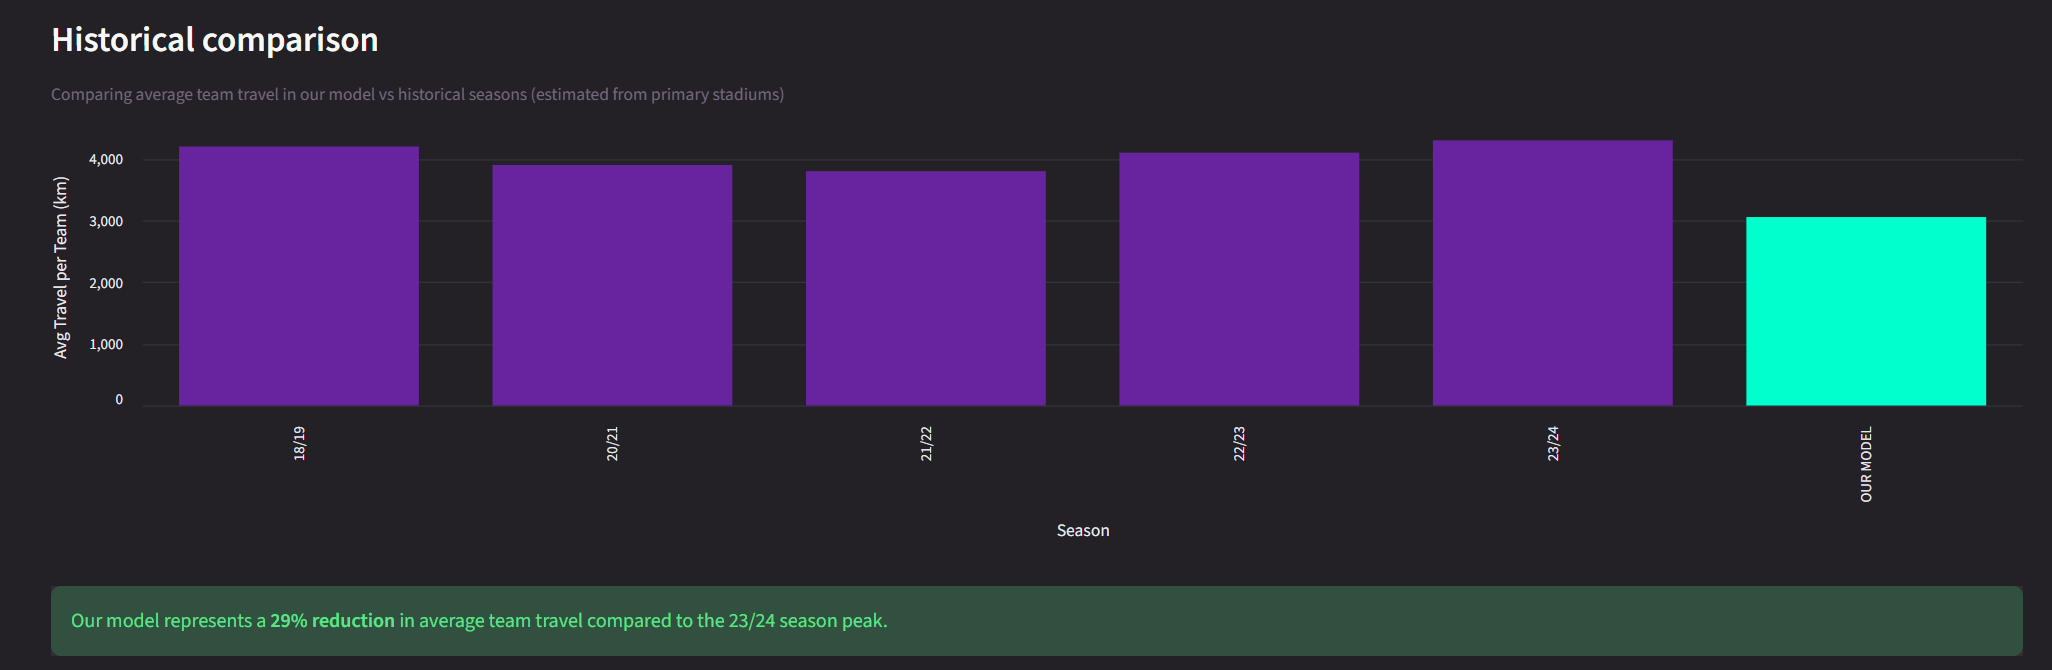 Historical comparison
Comparing average team travel in our model vs historical seasons (estimated from primary stadiums)
Avg Travel per Team (km)
4,000
3,000
2,000
1,000
0
18/19
20/21
21/22
22/23
23/24
OUR MODEL
Season
Our model represents a 29% reduction in average team travel compared to the 23/24 season peak.